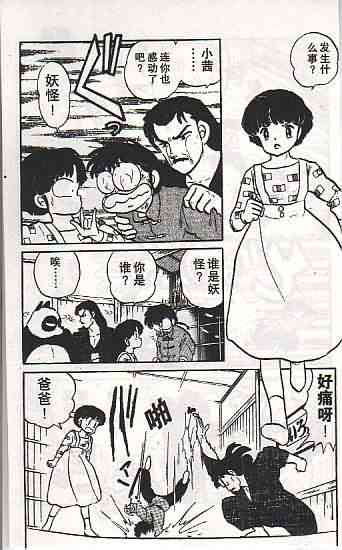 发生什
么事？
小茜
……
连你也
感动了
吧？
妖怪！
谁是妖
怪？
你是
谁？
唉……
好痛呀！
啪
爸爸！